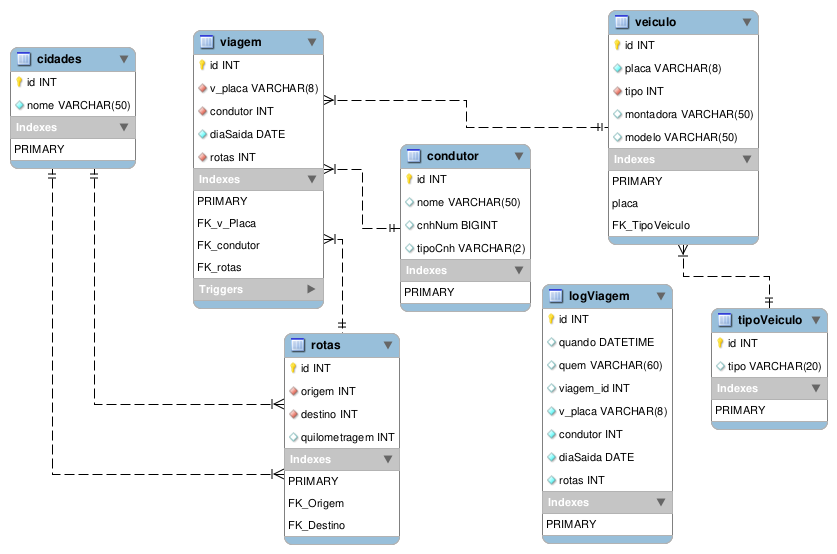 cidades
id INT
nome VARCHAR(50)
Indexes
PRIMARY
viagem
id INT
v_placa VARCHAR(8)
condutor INT
diaSaida DATE
rotas INT
Indexes
PRIMARY
FK_v_Placa
FK_condutor
FK_rotas
Triggers
condutor
id INT
nome VARCHAR(50)
cnhNum BIGINT
tipoCnh VARCHAR(2)
Indexes
PRIMARY
veiculo
id INT
placa VARCHAR(8)
tipo INT
montadora VARCHAR(50)
modelo VARCHAR(50)
Indexes
PRIMARY
placa
FK_TipoVeiculo
rotas
id INT
origem INT
destino INT
quilometragem INT
Indexes
PRIMARY
FK_Origem
FK_Destino
logViagem
id INT
quando DATETIME
quem VARCHAR(60)
viagem_id INT
v_placa VARCHAR(8)
condutor INT
diaSaida DATE
rotas INT
Indexes
PRIMARY
tipoVeiculo
id INT
tipo VARCHAR(20)
Indexes
PRIMARY